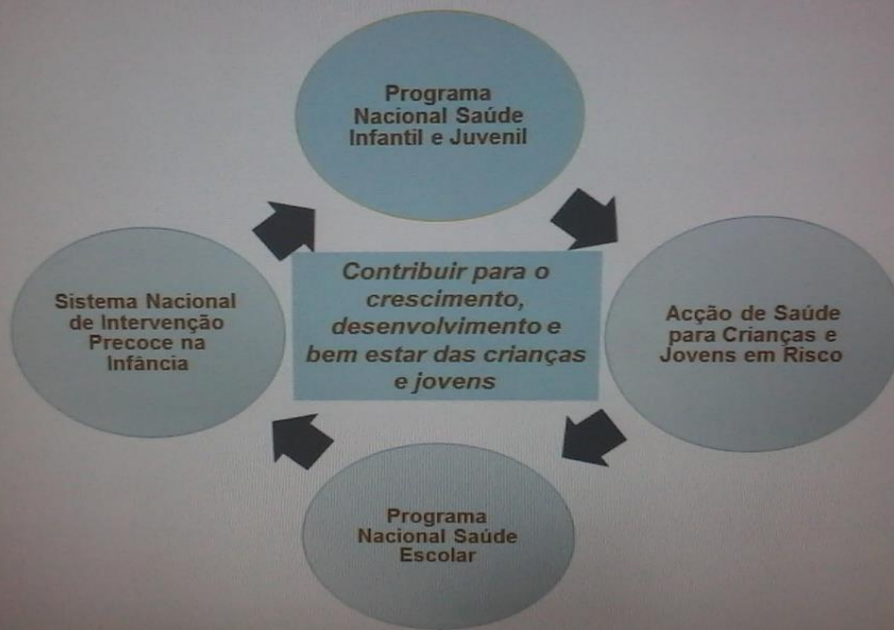 Programa
Nacional Saúde
Infantil e Juvenil
Contribuir para o
crescimento,
desenvolvimento e
bem estar das crianças
e jovens
Sistema Nacional
de Intervenção
Precoce na
Infância
Acção de Saúde
para Crianças e
Jovens em Risco
Programa
Nacional Saúde
Escolar